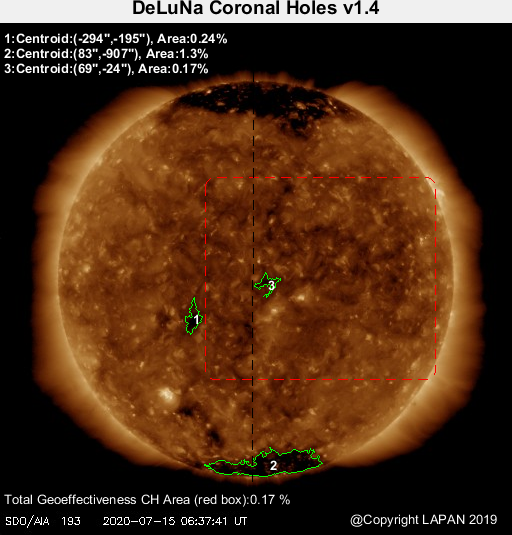 DeLuNa Coronal Holes v1.4
1:Centroid:(-294",-195"), Area:0.24%
2:Centroid:(83",-907"), Area:1.3%
3:Centroid:(69",-24"), Area:0.17%
3
1
2
Total Geoeffectiveness CH Area (red box):0.17 %
SDO/AIA 193 2020-07-15 06:37:41 UT
@Copyright LAPAN 2019